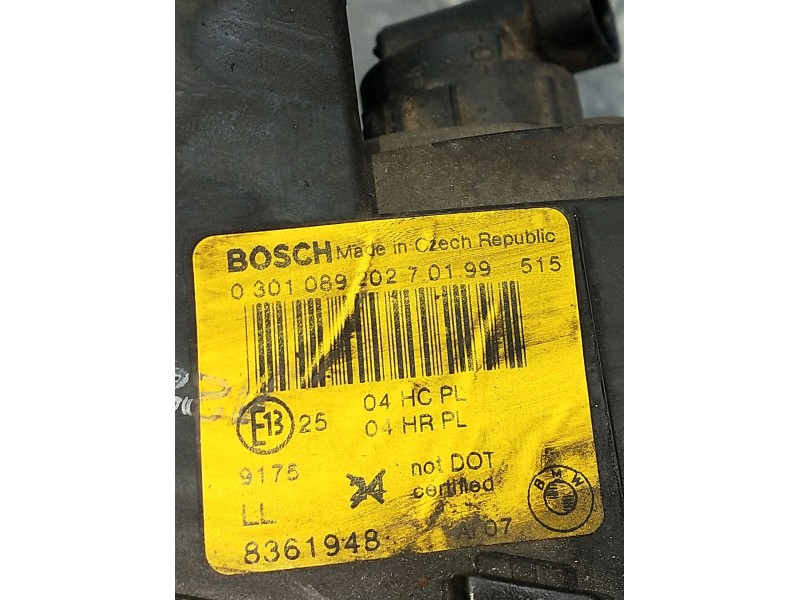 BOSCH Made in Czech Republic
0 301 089 202 7 01 99 515
04 HC PL
E13 25 04 HR PL
9175 not DOT
LL certified
8361948 07
BMW